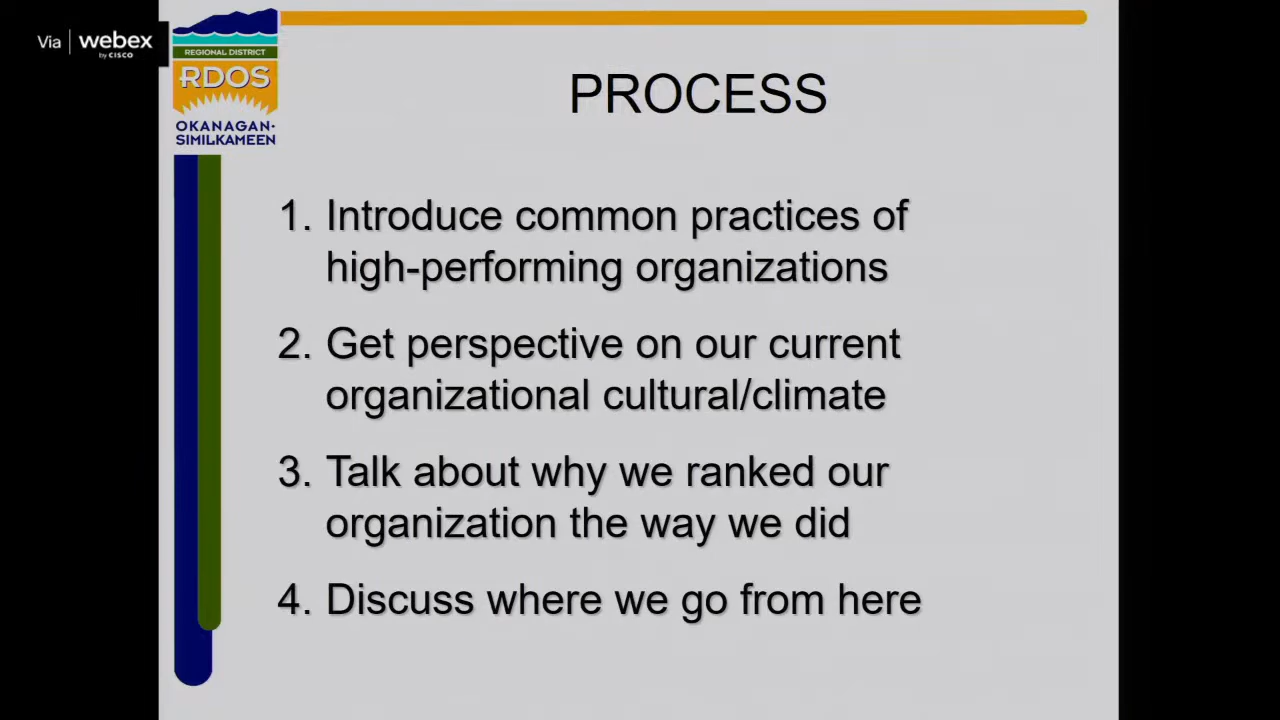 Via webex
by CISCO
REGIONAL DISTRICT
RDOS
OKANAGAN-
SIMILKAMEEN
PROCESS
1. Introduce common practices of
high-performing organizations
2. Get perspective on our current
organizational cultural/climate
3. Talk about why we ranked our
organization the way we did
4. Discuss where we go from here